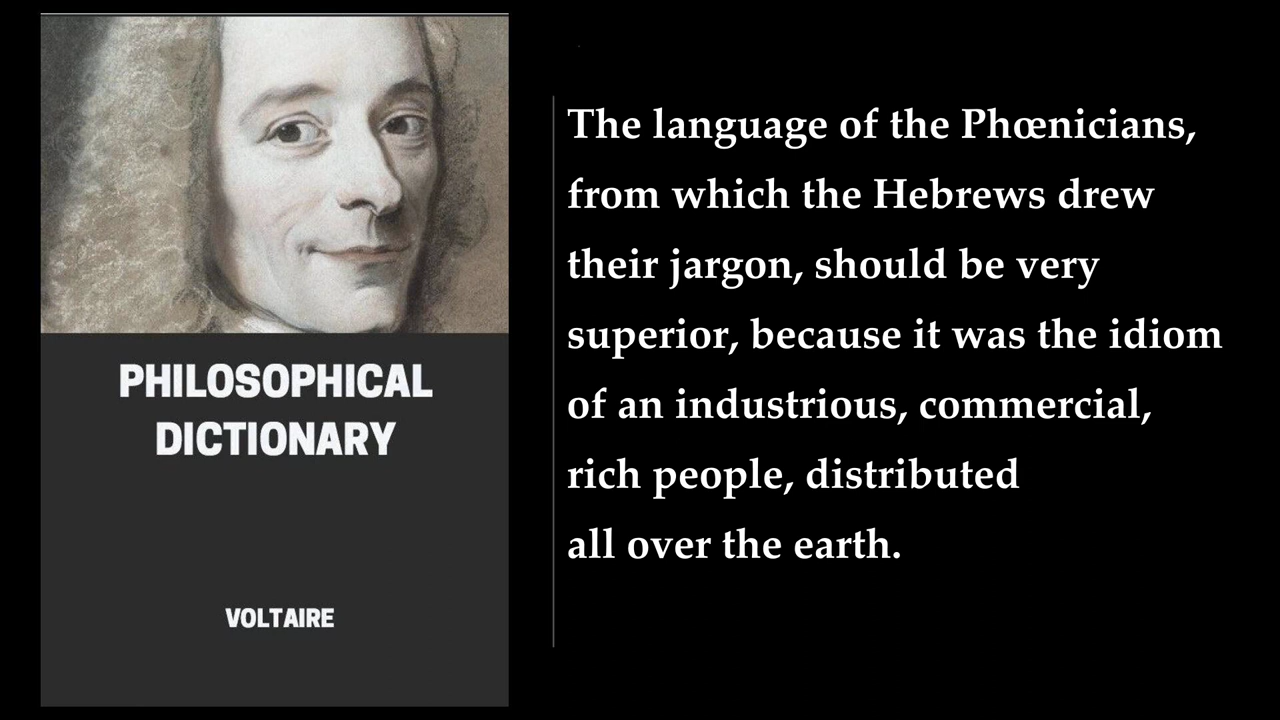 PHILOSOPHICAL
DICTIONARY
VOLTAIRE
The language of the Phœnicians,
from which the Hebrews drew
their jargon, should be very
superior, because it was the idiom
of an industrious, commercial,
rich people, distributed
all over the earth.